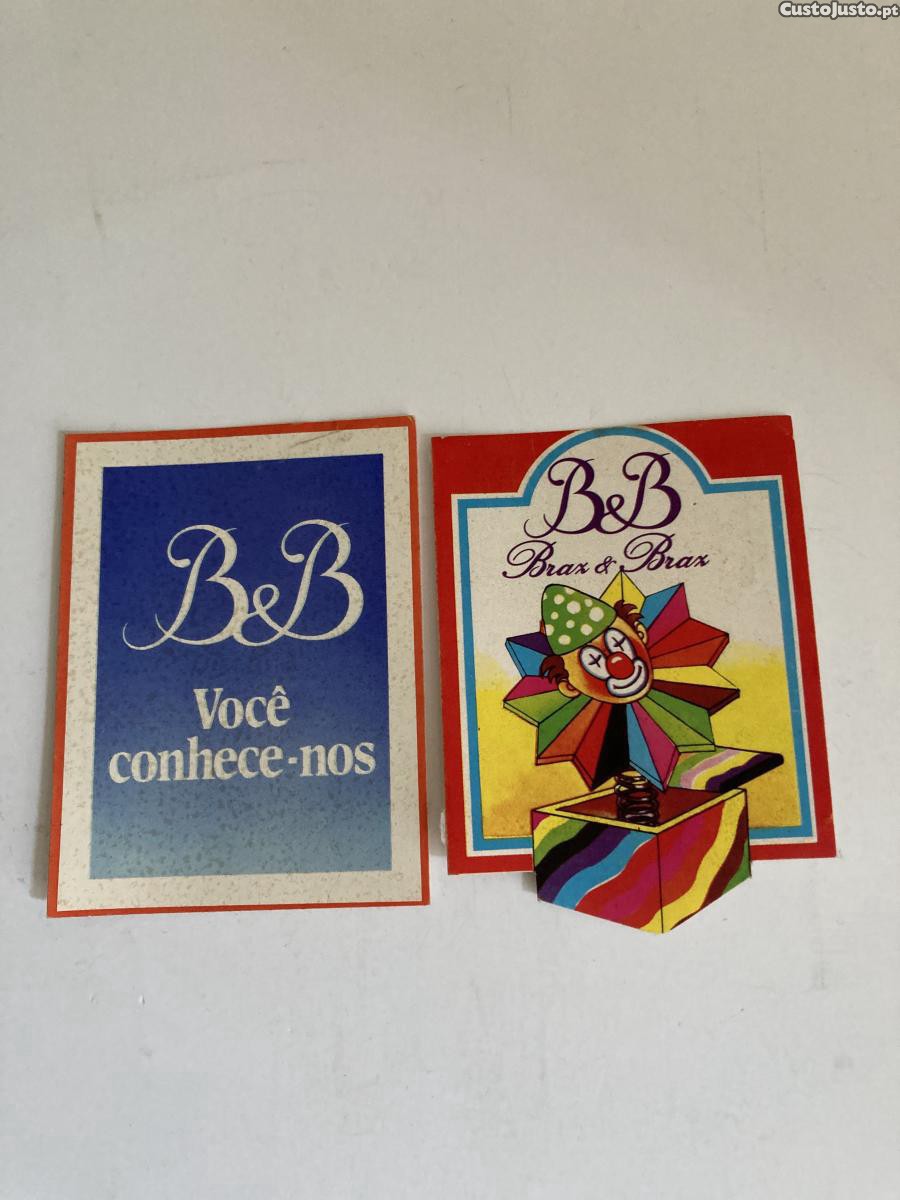 CustoJusto.pt
B&B
Você
conhece-nos
B&B
Braz & Braz